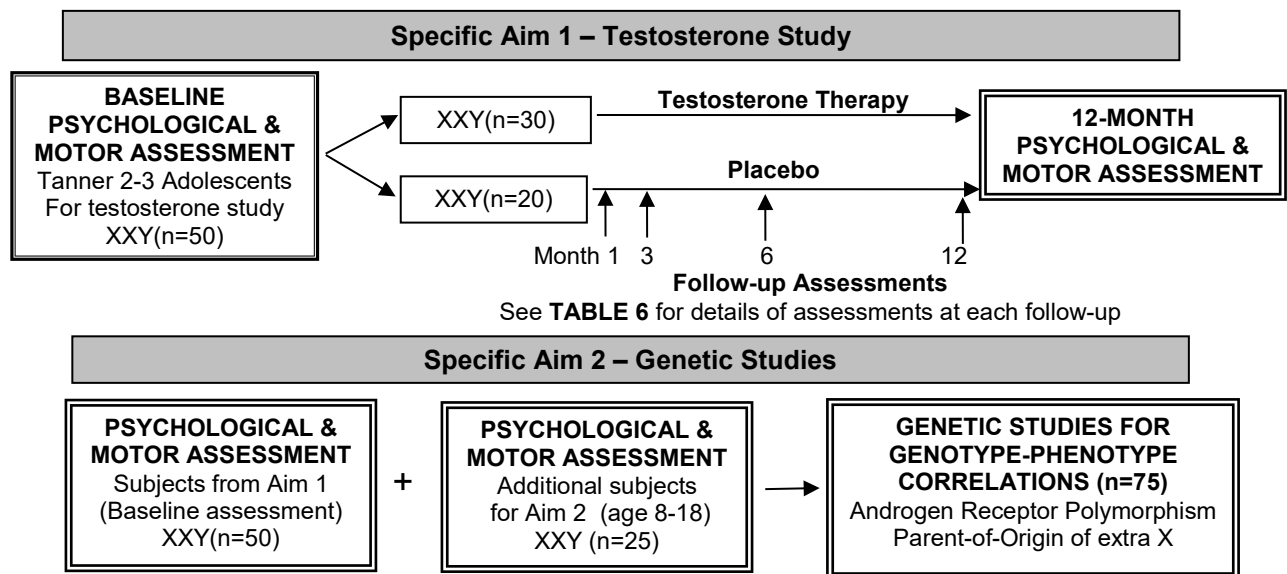 Specific Aim 1 – Testosterone Study
BASELINE
PSYCHOLOGICAL &
MOTOR ASSESSMENT
Tanner 2-3 Adolescents
For testosterone study
XXY(n=50)
XXY(n=30)
Testosterone Therapy
XXY(n=20)
Placebo
Month 1 3 6 12
Follow-up Assessments
See TABLE 6 for details of assessments at each follow-up
12-MONTH
PSYCHOLOGICAL &
MOTOR ASSESSMENT
Specific Aim 2 – Genetic Studies
PSYCHOLOGICAL &
MOTOR ASSESSMENT
Subjects from Aim 1
(Baseline assessment)
XXY(n=50)
+
PSYCHOLOGICAL &
MOTOR ASSESSMENT
Additional subjects
for Aim 2 (age 8-18)
XXY (n=25)
GENETIC STUDIES FOR
GENOTYPE-PHENOTYPE
CORRELATIONS (n=75)
Androgen Receptor Polymorphism
Parent-of-Origin of extra X